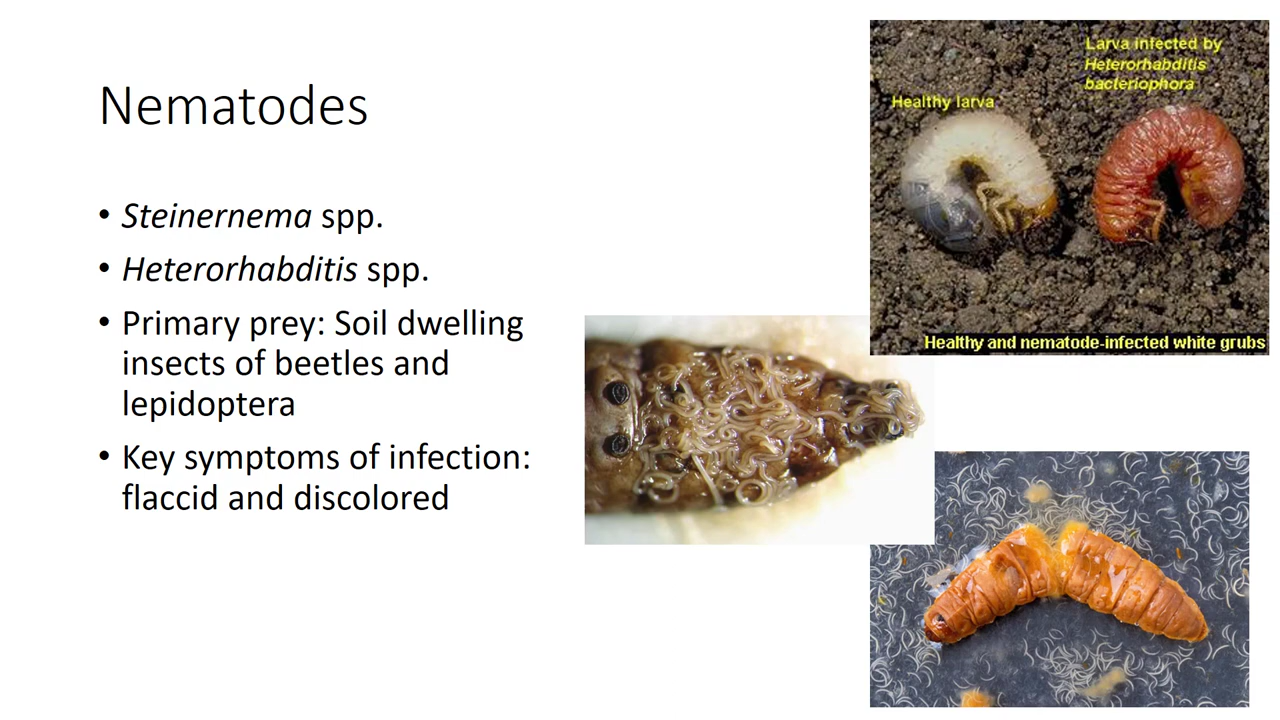 Nematodes
• Steinernema spp.
• Heterorhabditis spp.
• Primary prey: Soil dwelling
insects of beetles and
lepidoptera
• Key symptoms of infection:
flaccid and discolored
Larva infected by
Heterorhabditis
bacteriophora
Healthy larva
Healthy and nematode-infected white grubs